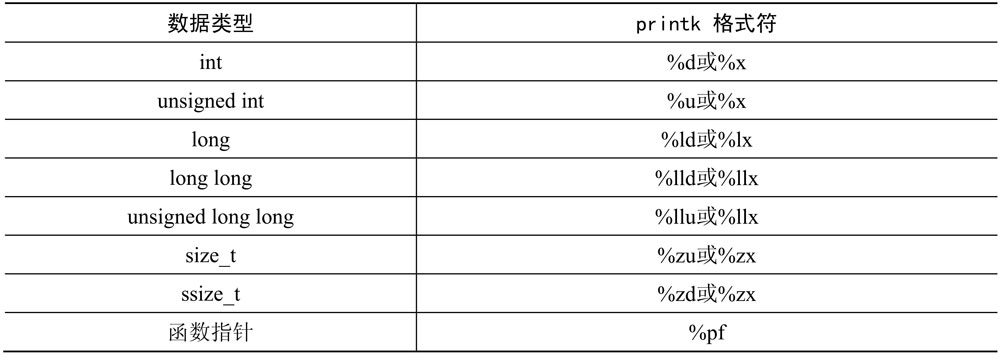 数据类型 printk 格式符
int %d或%x
unsigned int %u或%x
long %ld或%lx
long long %lld或%llx
unsigned long long %llu或%llx
size_t %zu或%zx
ssize_t %zd或%zx
函数指针 %pf